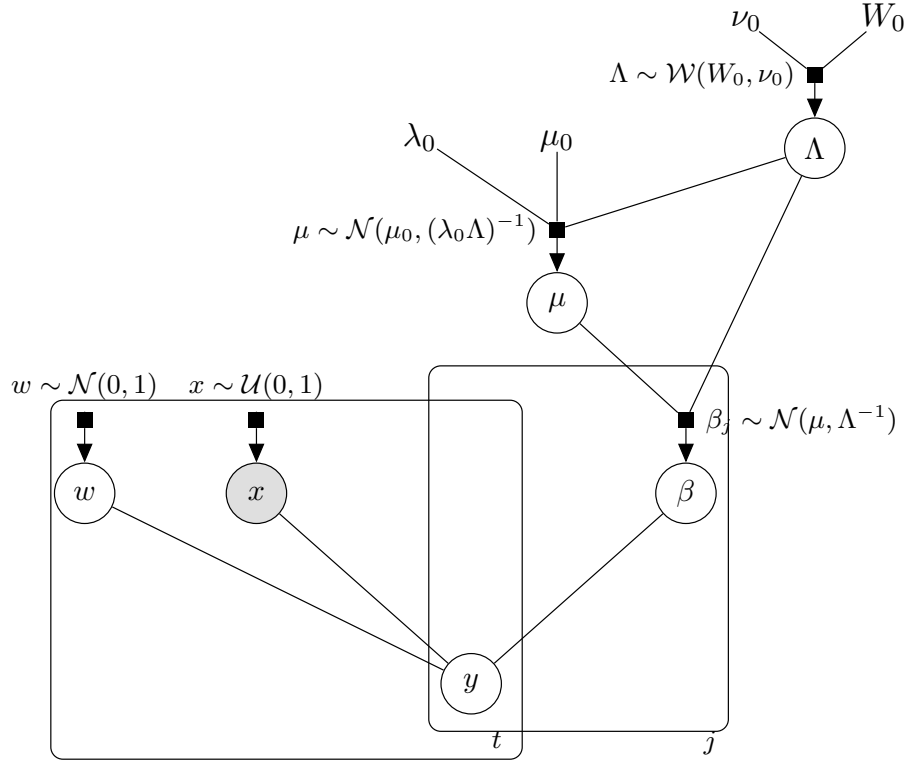 ν₀ W₀
Λ ∼ 𝒲(W₀, ν₀)
λ₀ μ₀ Λ
μ ∼ 𝒩(μ₀, (λ₀Λ)⁻¹)
μ
w ∼ 𝒩(0, 1) x ∼ 𝒰(0, 1)
βⱼ ∼ 𝒩(μ, Λ⁻¹)
w x β
y
t j